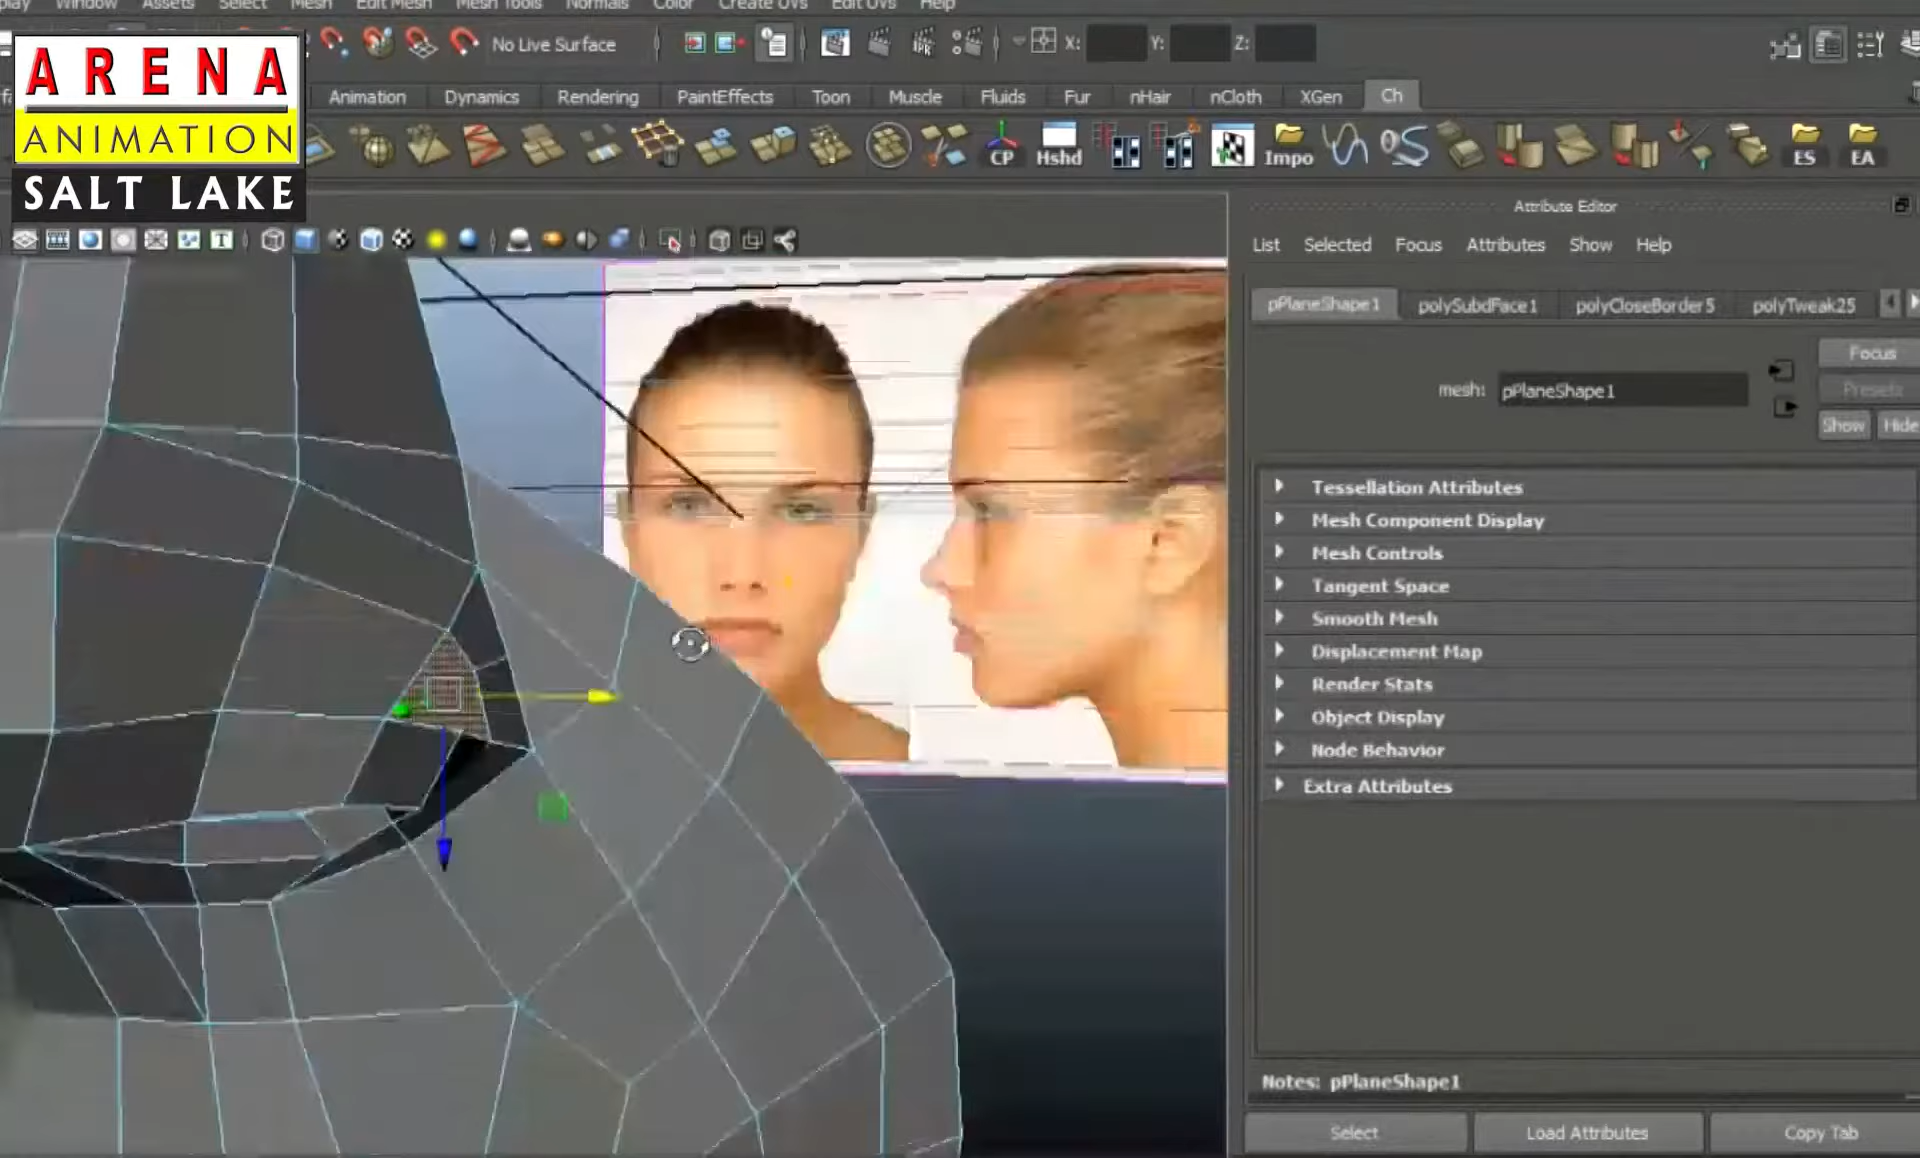 Window Assets Select Mesh Edit Mesh Mesh Tools Normals Color Create UVs Edit UVs Help
No Live Surface X: Y: Z:
ARENA
ANIMATION
SALT LAKE
Animation Dynamics Rendering PaintEffects Toon Muscle Fluids Fur nHair nCloth XGen Ch
IPR
CP Hshd Impo ES EA
T
Attribute Editor
List Selected Focus Attributes Show Help
pPlaneShape1 polySubdFace1 polyCloseBorder5 polyTweak25
Focus
mesh: pPlaneShape1
Presets
Show Hide
Tessellation Attributes
Mesh Component Display
Mesh Controls
Tangent Space
Smooth Mesh
Displacement Map
Render Stats
Object Display
Node Behavior
Extra Attributes
Notes: pPlaneShape1
Select Load Attributes Copy Tab